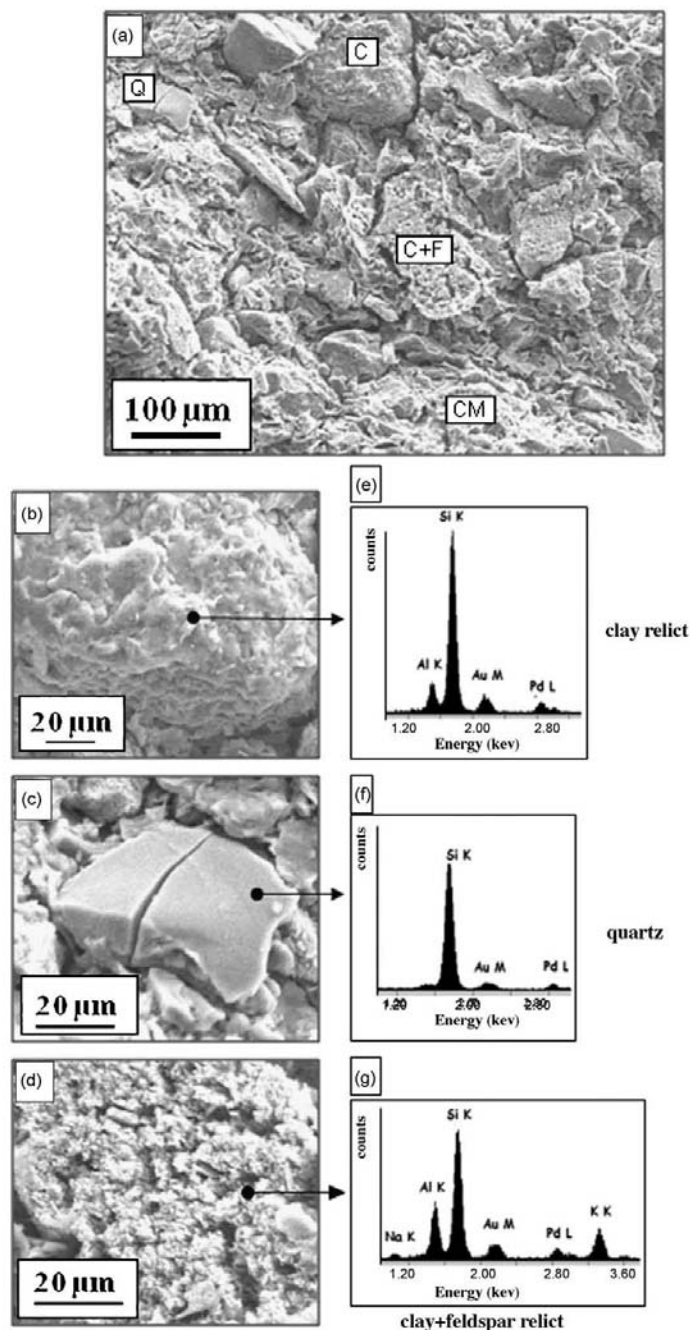 (a)
C
Q
C+F
CM
100 µm
(b)
20 µm
(e)
counts
Si K
Al K
Au M
Pd L
1.20 2.00 2.80
Energy (kev)
clay relict
(c)
20 µm
(f)
counts
Si K
Au M
Pd L
1.20 2.00 2.80
Energy (kev)
quartz
(d)
20 µm
(g)
counts
Si K
Al K
Na K
Au M
Pd L
K K
1.20 2.00 2.80 3.60
Energy (kev)
clay+feldspar relict